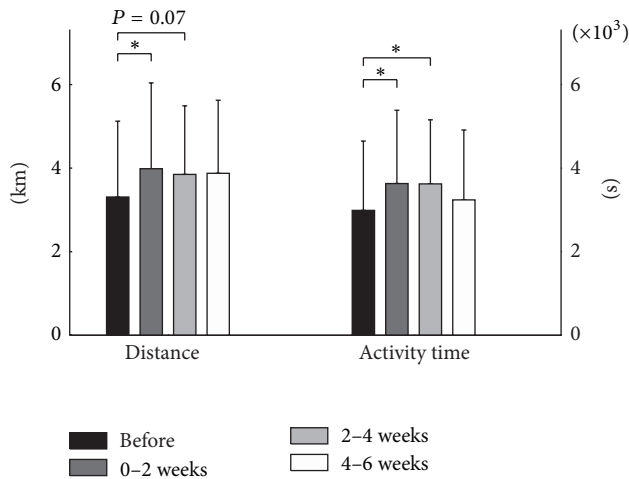 P = 0.07
(×10³)
*
*
*
6
4
2
0
(km)
6
4
2
0
(s)
Distance
Activity time
Before
0–2 weeks
2–4 weeks
4–6 weeks